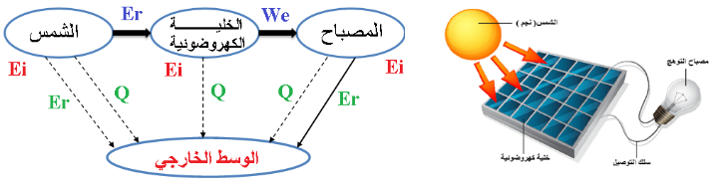 Er
We
الشمس
الخليـــة
الكهروضوئية
المصباح
Ei
Ei
Ei
Er
Q
Q
Q
Er
الوسط الخارجي
الشمس( نجم )
مصباح التوهج
خلية كهروضوئية
سلك التوصيل